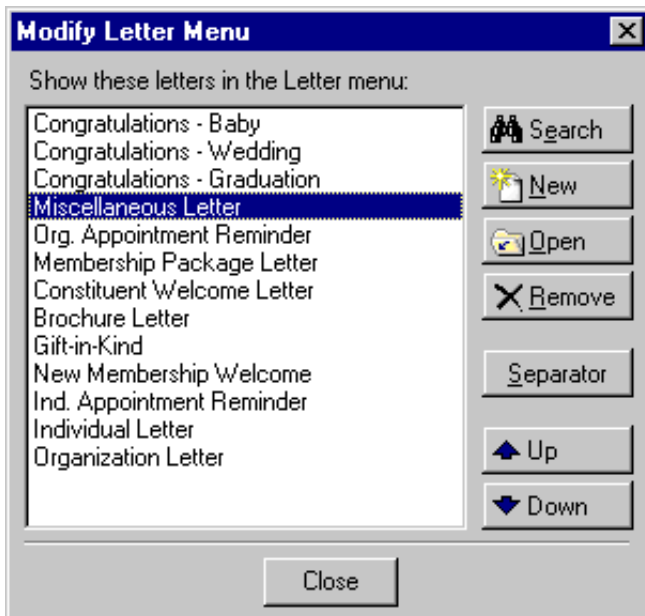 Modify Letter Menu
Show these letters in the Letter menu:
Congratulations - Baby
Congratulations - Wedding
Congratulations - Graduation
Miscellaneous Letter
Org. Appointment Reminder
Membership Package Letter
Constituent Welcome Letter
Brochure Letter
Gift-in-Kind
New Membership Welcome
Ind. Appointment Reminder
Individual Letter
Organization Letter
Search
New
Open
Remove
Separator
Up
Down
Close